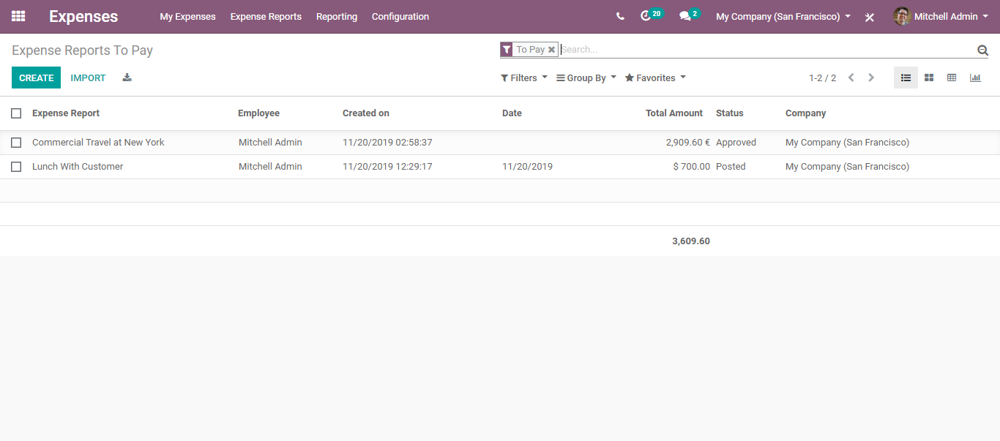 Expenses My Expenses Expense Reports Reporting Configuration 20 2 My Company (San Francisco) Mitchell Admin
Expense Reports To Pay To Pay Search...
CREATE IMPORT Filters Group By Favorites 1-2 / 2
Expense Report Employee Created on Date Total Amount Status Company
Commercial Travel at New York Mitchell Admin 11/20/2019 02:58:37 2,909.60 € Approved My Company (San Francisco)
Lunch With Customer Mitchell Admin 11/20/2019 12:29:17 11/20/2019 $ 700.00 Posted My Company (San Francisco)
3,609.60